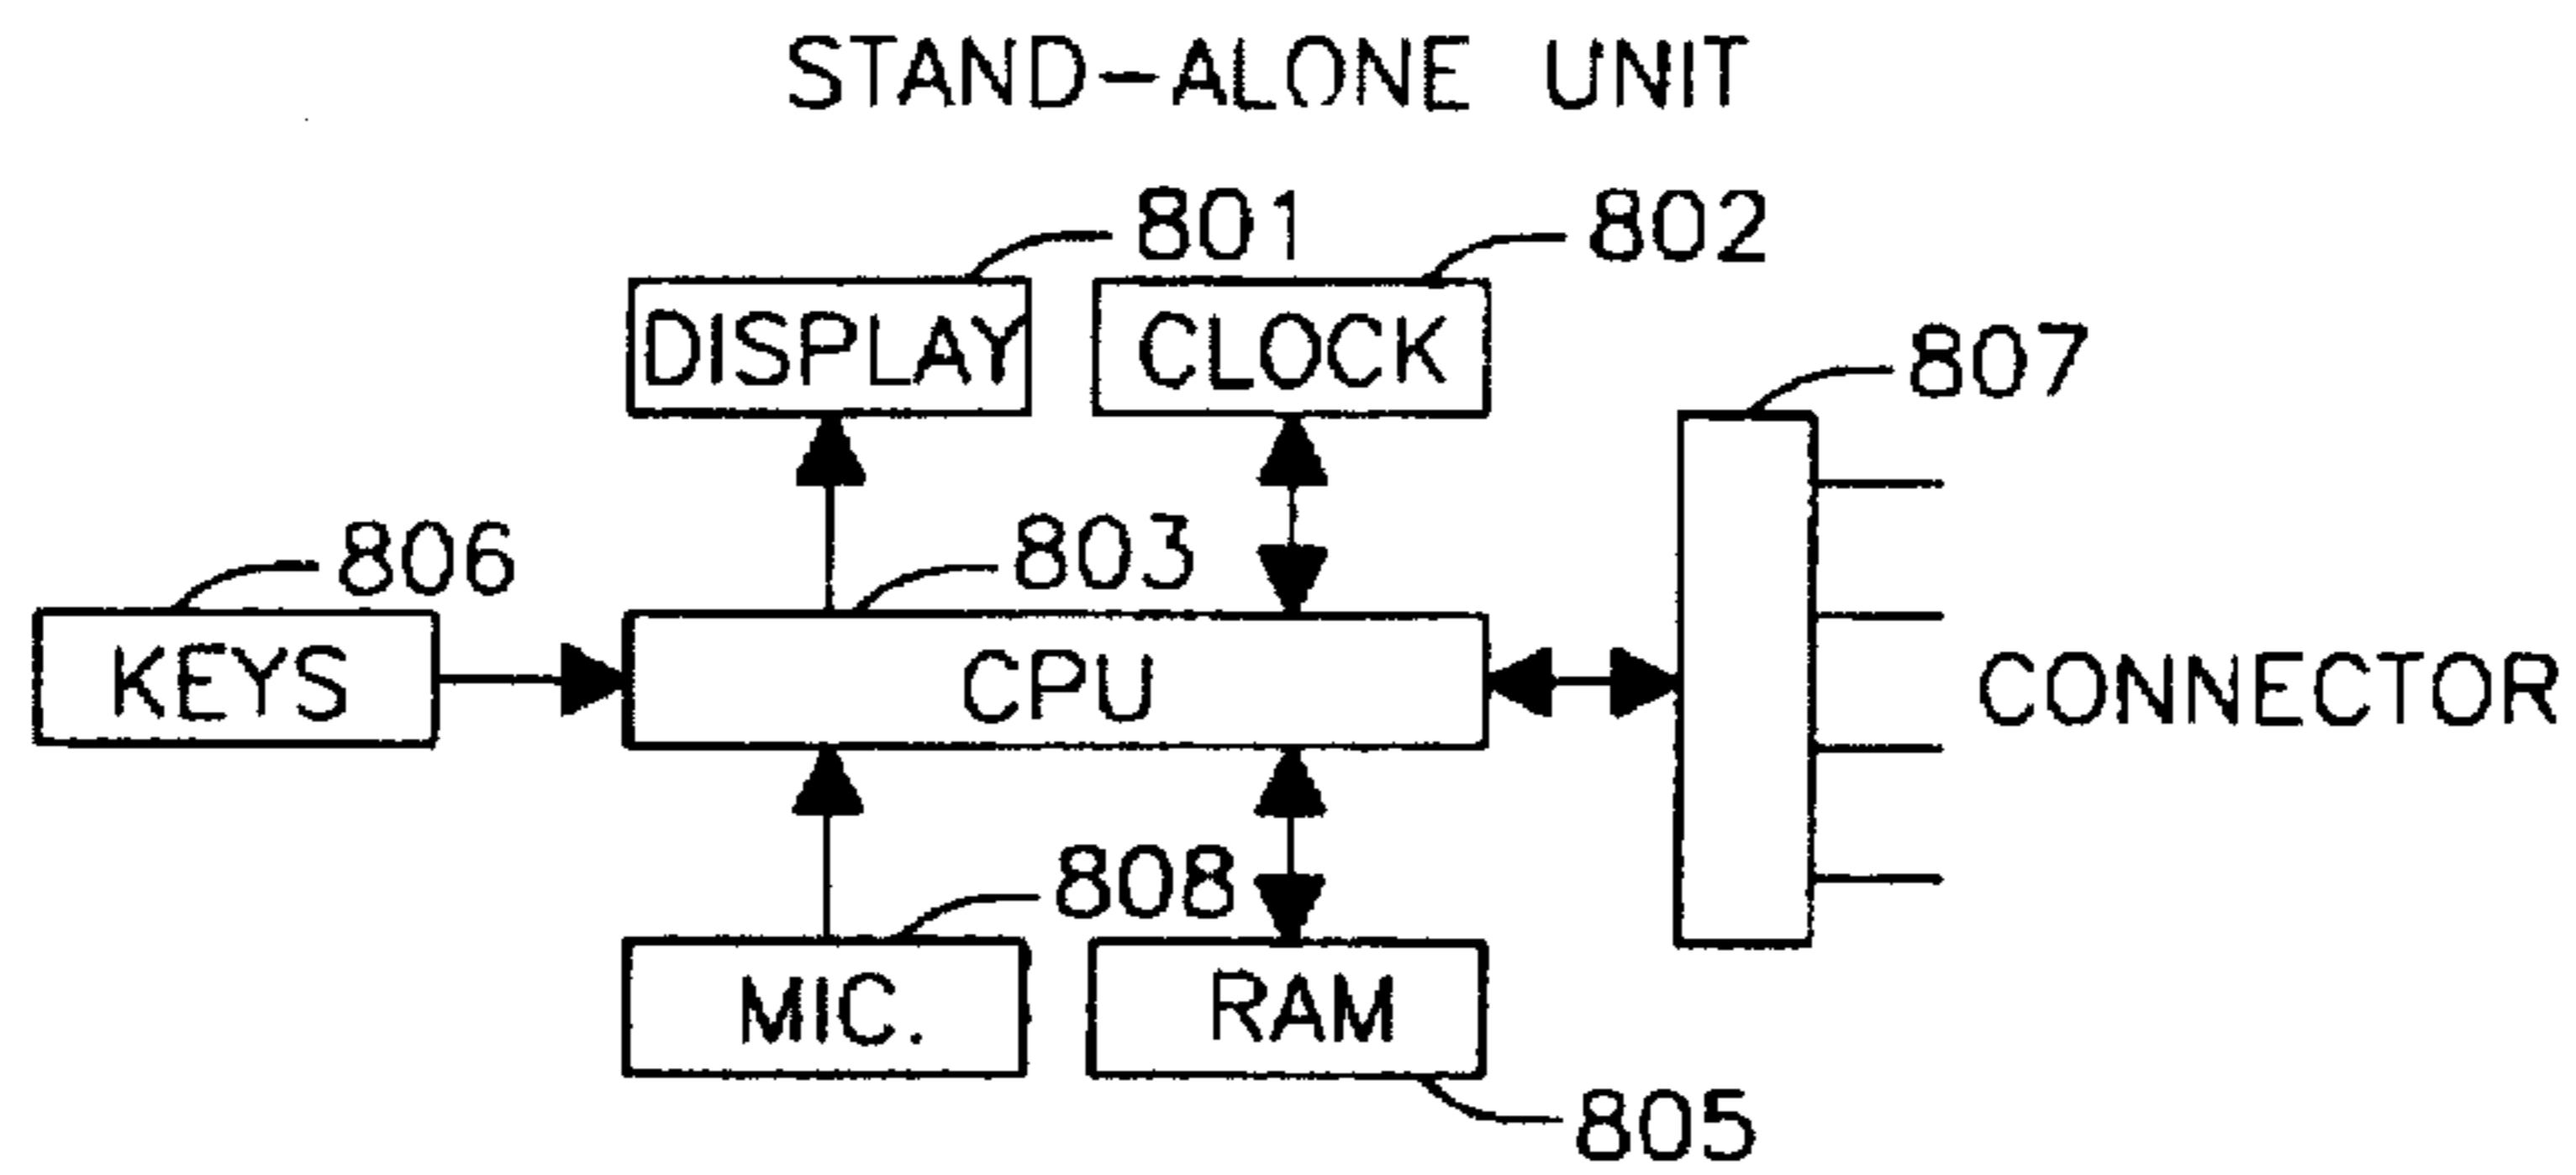 STAND-ALONE UNIT
801
802
DISPLAY
CLOCK
807
806
803
KEYS
CPU
CONNECTOR
808
MIC.
RAM
805